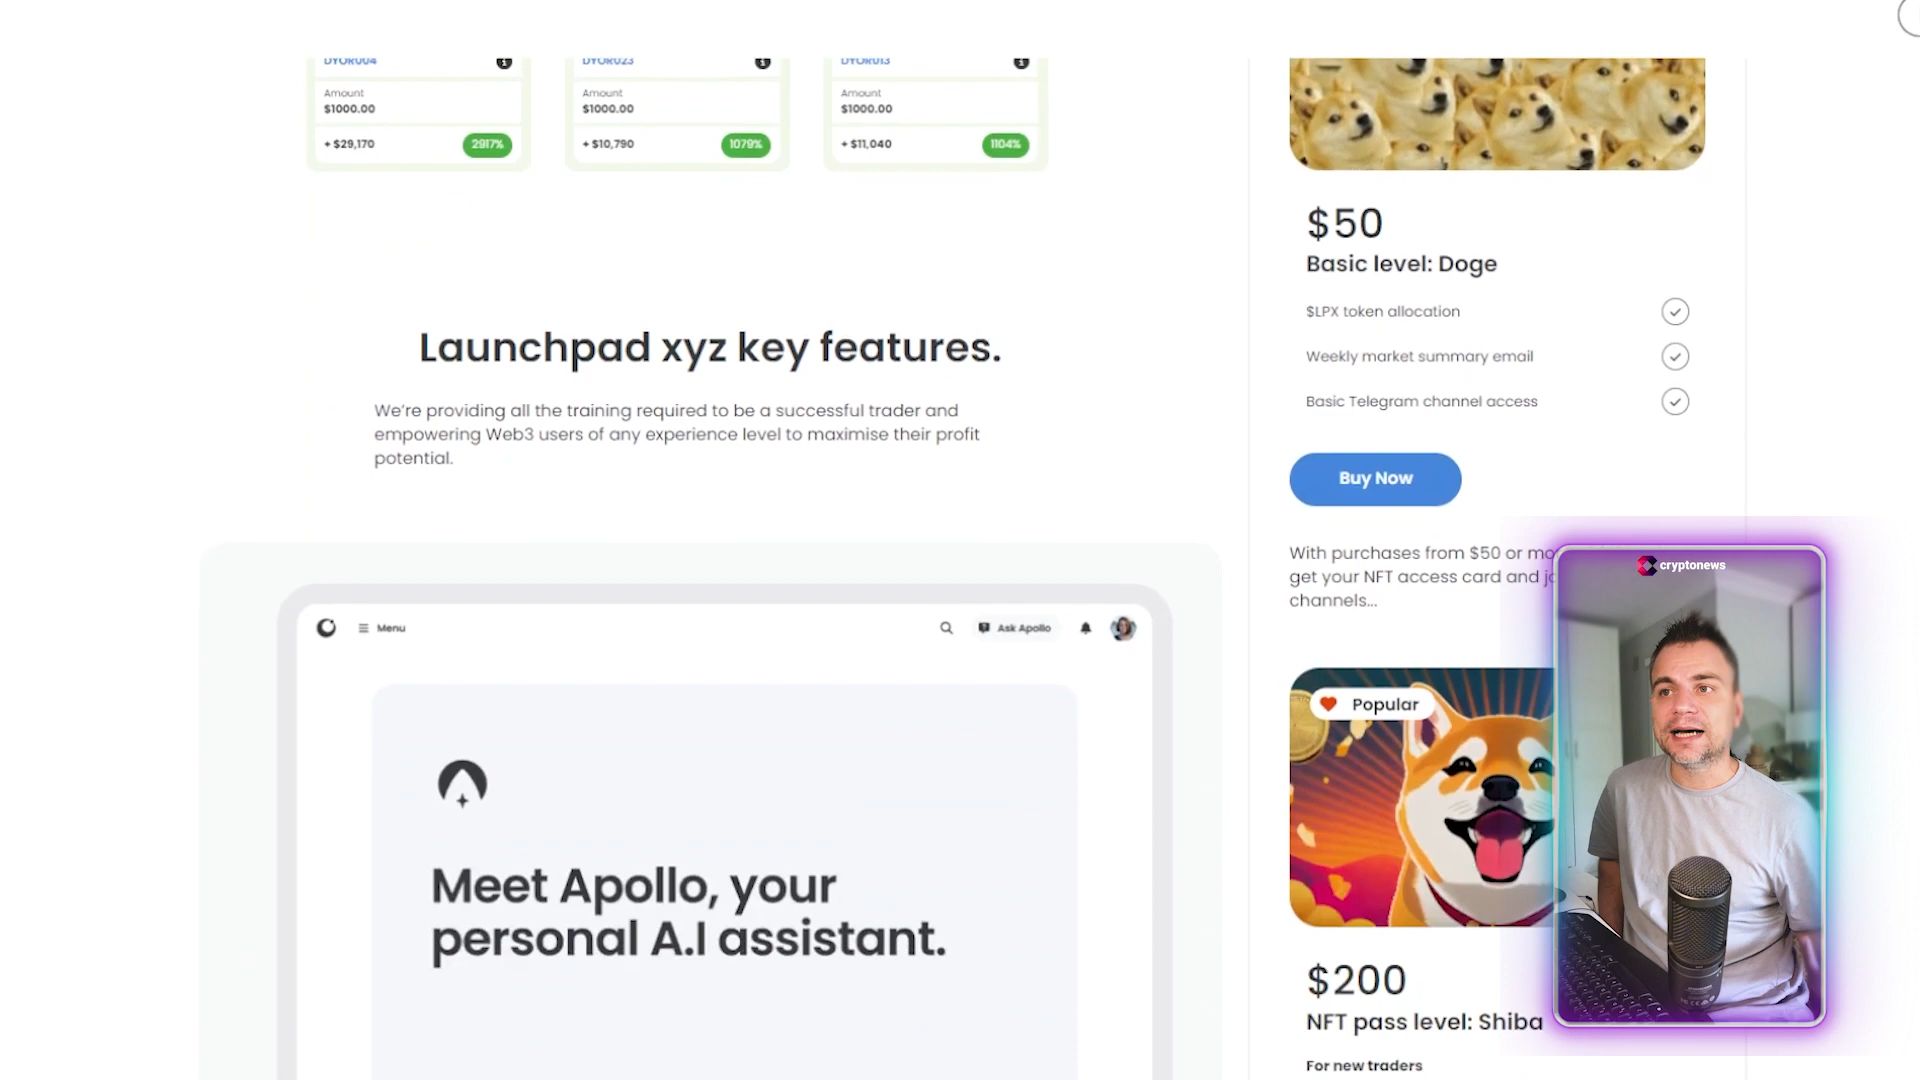 DYOR004
DYOR023
DYOR013
Amount
$1000.00
Amount
$1000.00
Amount
$1000.00
+ $29,170
2917%
+ $10,790
1079%
+ $11,040
1104%
Launchpad xyz key features.
We're providing all the training required to be a successful trader and
empowering Web3 users of any experience level to maximise their profit
potential.
Menu
Ask Apollo
Meet Apollo, your
personal A.I assistant.
$50
Basic level: Doge
$LPX token allocation
Weekly market summary email
Basic Telegram channel access
Buy Now
With purchases from $50 or
get your NFT access card and
channels...
Popular
$200
NFT pass level: Shiba
For new traders
cryptonews